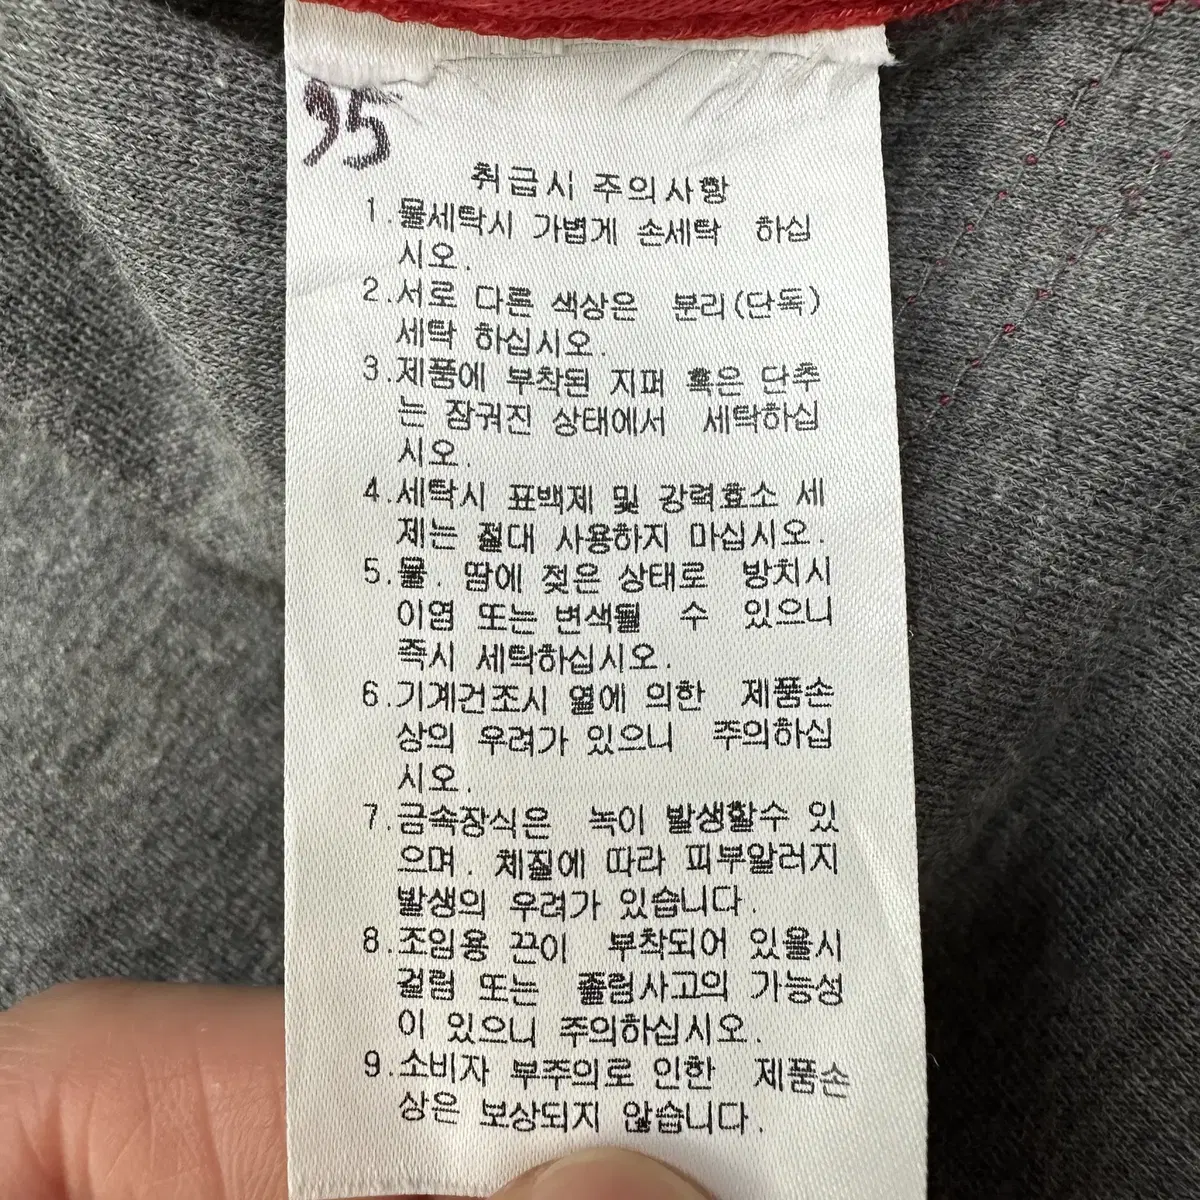 95
취급시 주의사항
1.물세탁시 가볍게 손세탁 하십
시오.
2.서로 다른 색상은 분리(단독)
세탁 하십시오.
3.제품에 부착된 지퍼 혹은 단추
는 잠궈진 상태에서 세탁하십
시오.
4.세탁시 표백제 및 강력효소 세
제는 절대 사용하지 마십시오.
5.물. 땀에 젖은 상태로 방치시
이염 또는 변색될 수 있으니
즉시 세탁하십시오.
6.기계건조시 열에 의한 제품손
상의 우려가 있으니 주의하십
시오.
7.금속장식은 녹이 발생할수 있
으며. 체질에 따라 피부알러지
발생의 우려가 있습니다.
8.조임용 끈이 부착되어 있을시
걸림 또는 졸림사고의 가능성
이 있으니 주의하십시오.
9.소비자 부주의로 인한 제품손
상은 보상되지 않습니다.